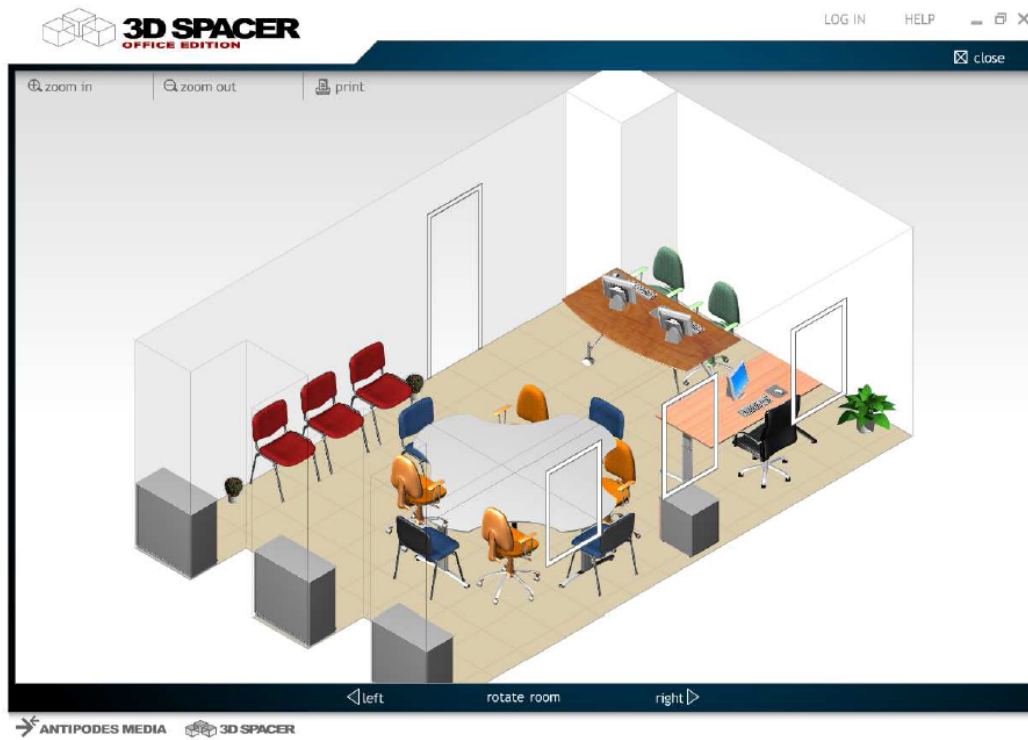 3D SPACER
OFFICE EDITION
LOG IN HELP
close
zoom in zoom out print
left rotate room right
ANTIPODES MEDIA 3D SPACER